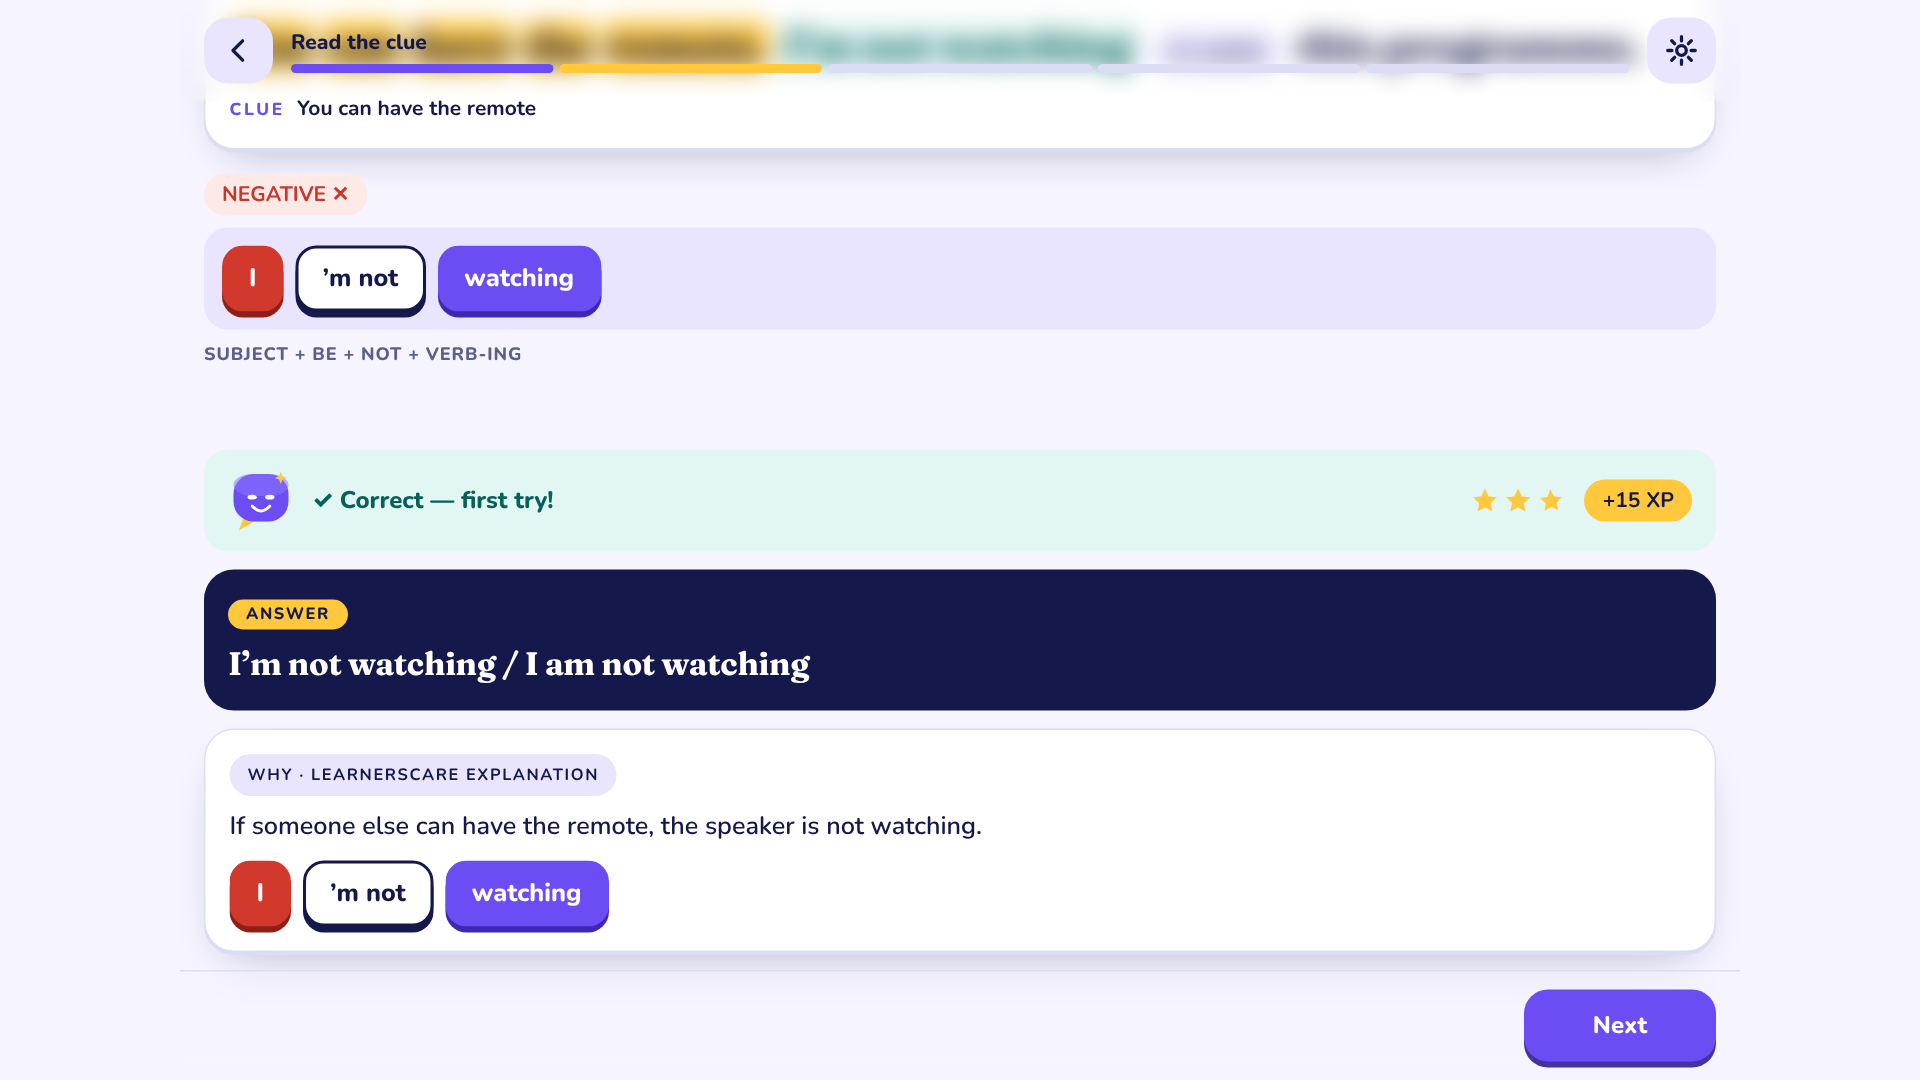 Read the clue
CLUE You can have the remote
NEGATIVE ✕
I ’m not watching
SUBJECT + BE + NOT + VERB-ING
✓ Correct — first try!
+15 XP
ANSWER
I’m not watching / I am not watching
WHY · LEARNERSCARE EXPLANATION
If someone else can have the remote, the speaker is not watching.
I ’m not watching
Next